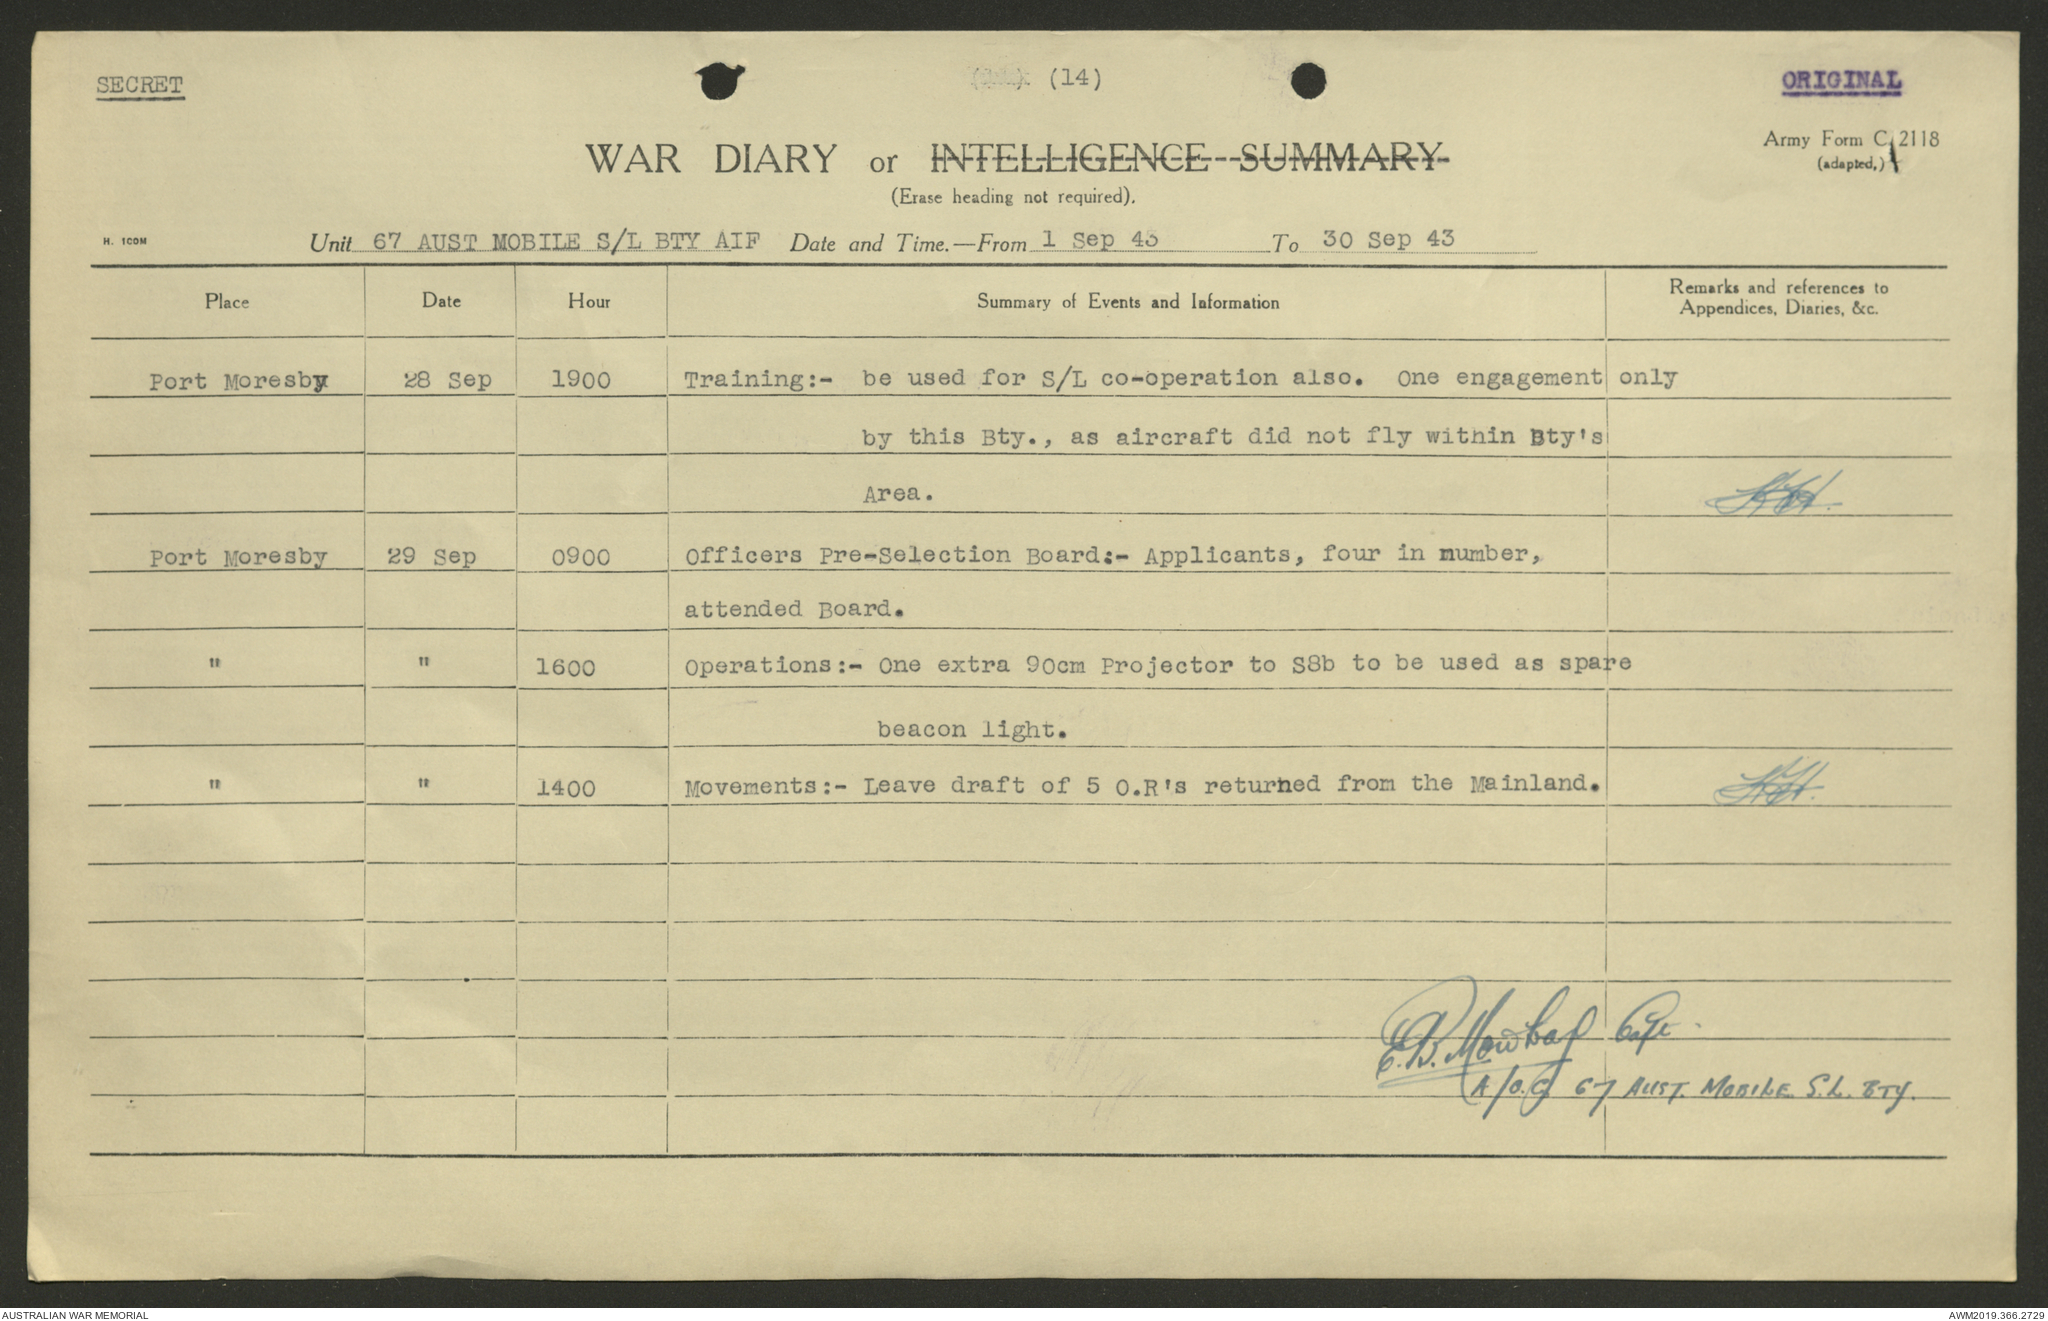 SECRET
(14)
ORIGINAL
Army Form C, 2118
(adapted.)
WAR DIARY or INTELLIGENCE SUMMARY
(Erase heading not required).
H. 1COM
Unit 67 AUST MOBILE S/L BTY AIF Date and Time.—From 1 Sep 43 To 30 Sep 43
Place Date Hour Summary of Events and Information Remarks and references to
Appendices, Diaries, &c.
Port Moresby 28 Sep 1900 Training:- be used for S/L co-operation also. One engagement only
by this Bty., as aircraft did not fly within Bty's
Area.
Port Moresby 29 Sep 0900 Officers Pre-Selection Board:- Applicants, four in number,
attended Board.
" " 1600 Operations:- One extra 90cm Projector to S8b to be used as spare
beacon light.
" " 1400 Movements:- Leave draft of 5 O.R's returned from the Mainland.
E.B. Mowbray Capt.
A/O.C 67 AUST. MOBILE S.L. BTY.
AUSTRALIAN WAR MEMORIAL
AWM2019.366.2729